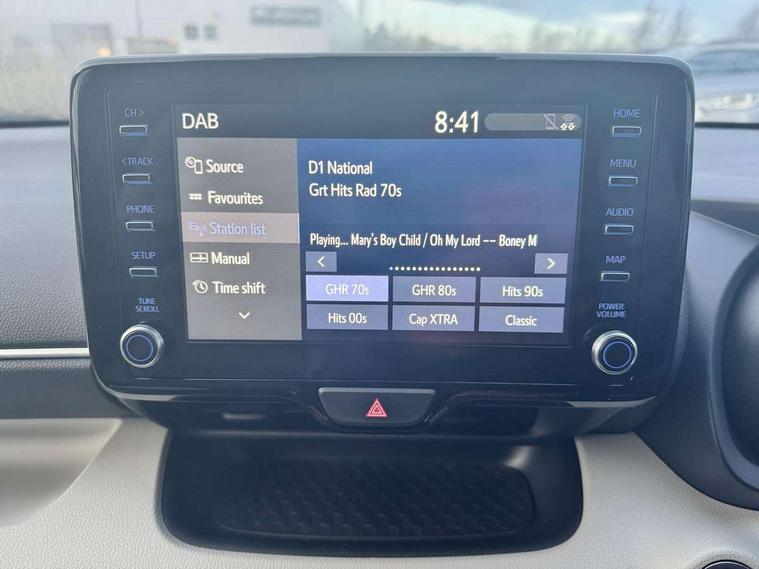 DAB
8:41
CH >
< TRACK
PHONE
SETUP
TUNE
SCROLL
Source
Favourites
Station list
Manual
Time shift
D1 National
Grt Hits Rad 70s
Playing... Mary's Boy Child / Oh My Lord -- Boney M
<
>
GHR 70s
GHR 80s
Hits 90s
Hits 00s
Cap XTRA
Classic
HOME
MENU
AUDIO
MAP
POWER
VOLUME